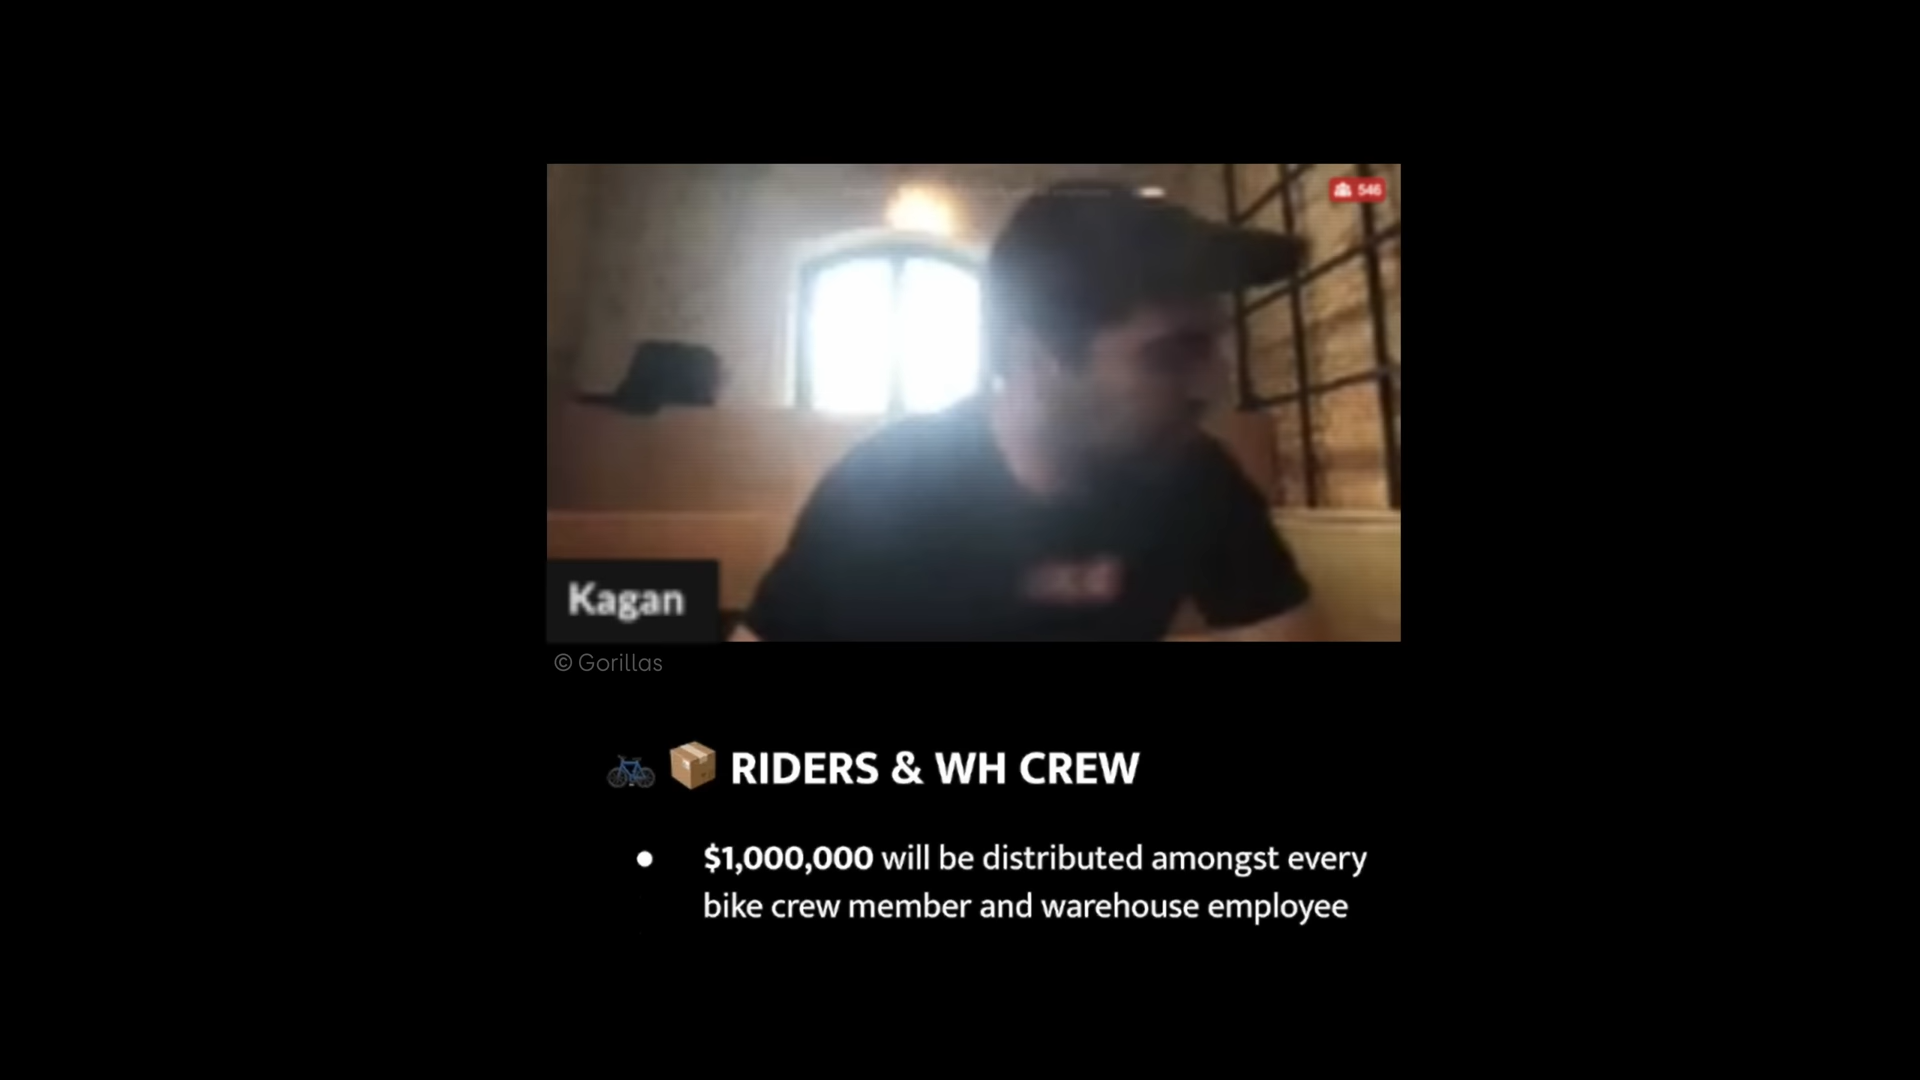 546
Kagan
© Gorillas
RIDERS & WH CREW
• $1,000,000 will be distributed amongst every
bike crew member and warehouse employee